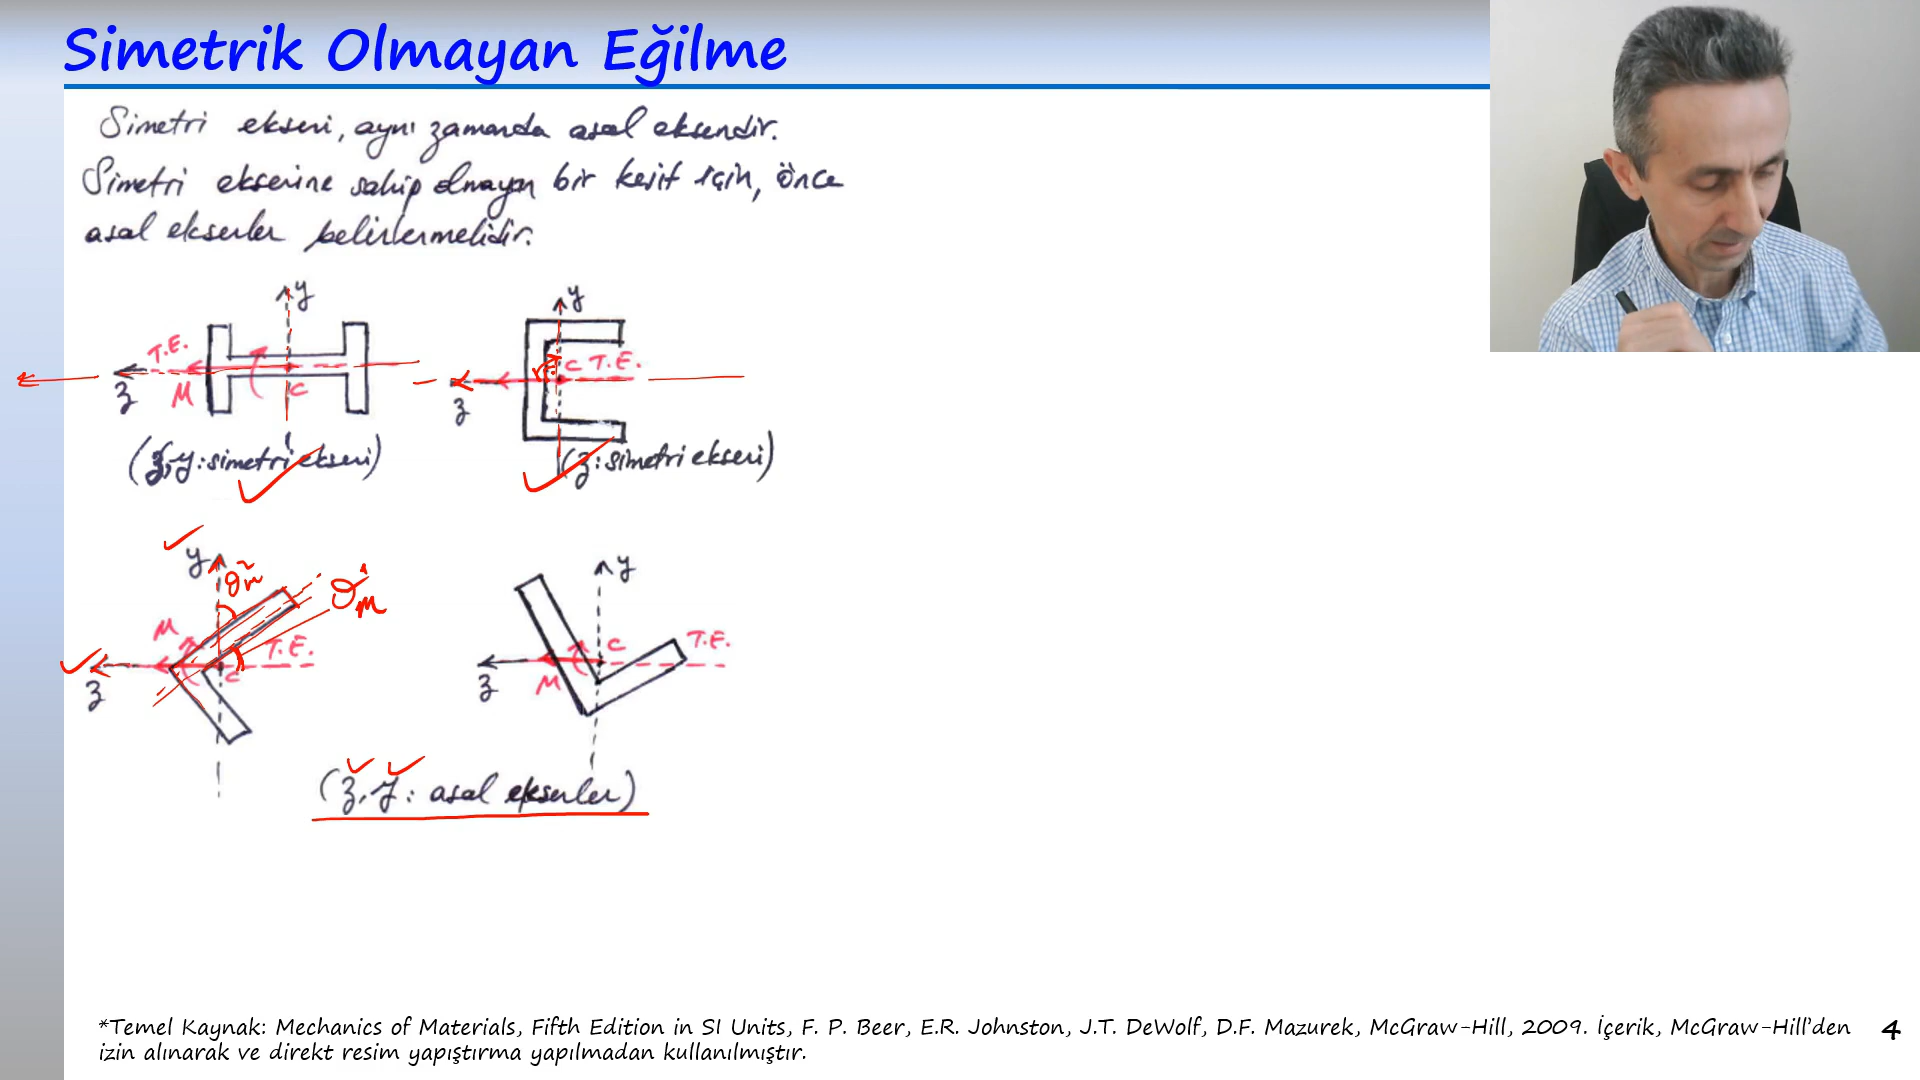 Simetrik Olmayan Eğilme
Simetri ekseni, aynı zamanda asal eksendir.
Simetri eksenine sahip olmayan bir kesit için, önce
asal eksenler belirlenmelidir.
y
T.E.
M
C
z
(z,y: simetri ekseni)
y
C T.E.
M
z
(z: simetri ekseni)
y
θm
θm
M
T.E.
C
z
y
C
T.E.
M
z
(z,y: asal eksenler)
*Temel Kaynak: Mechanics of Materials, Fifth Edition in SI Units, F. P. Beer, E.R. Johnston, J.T. DeWolf, D.F. Mazurek, McGraw-Hill, 2009. İçerik, McGraw-Hill'den
izin alınarak ve direkt resim yapıştırma yapılmadan kullanılmıştır.
4